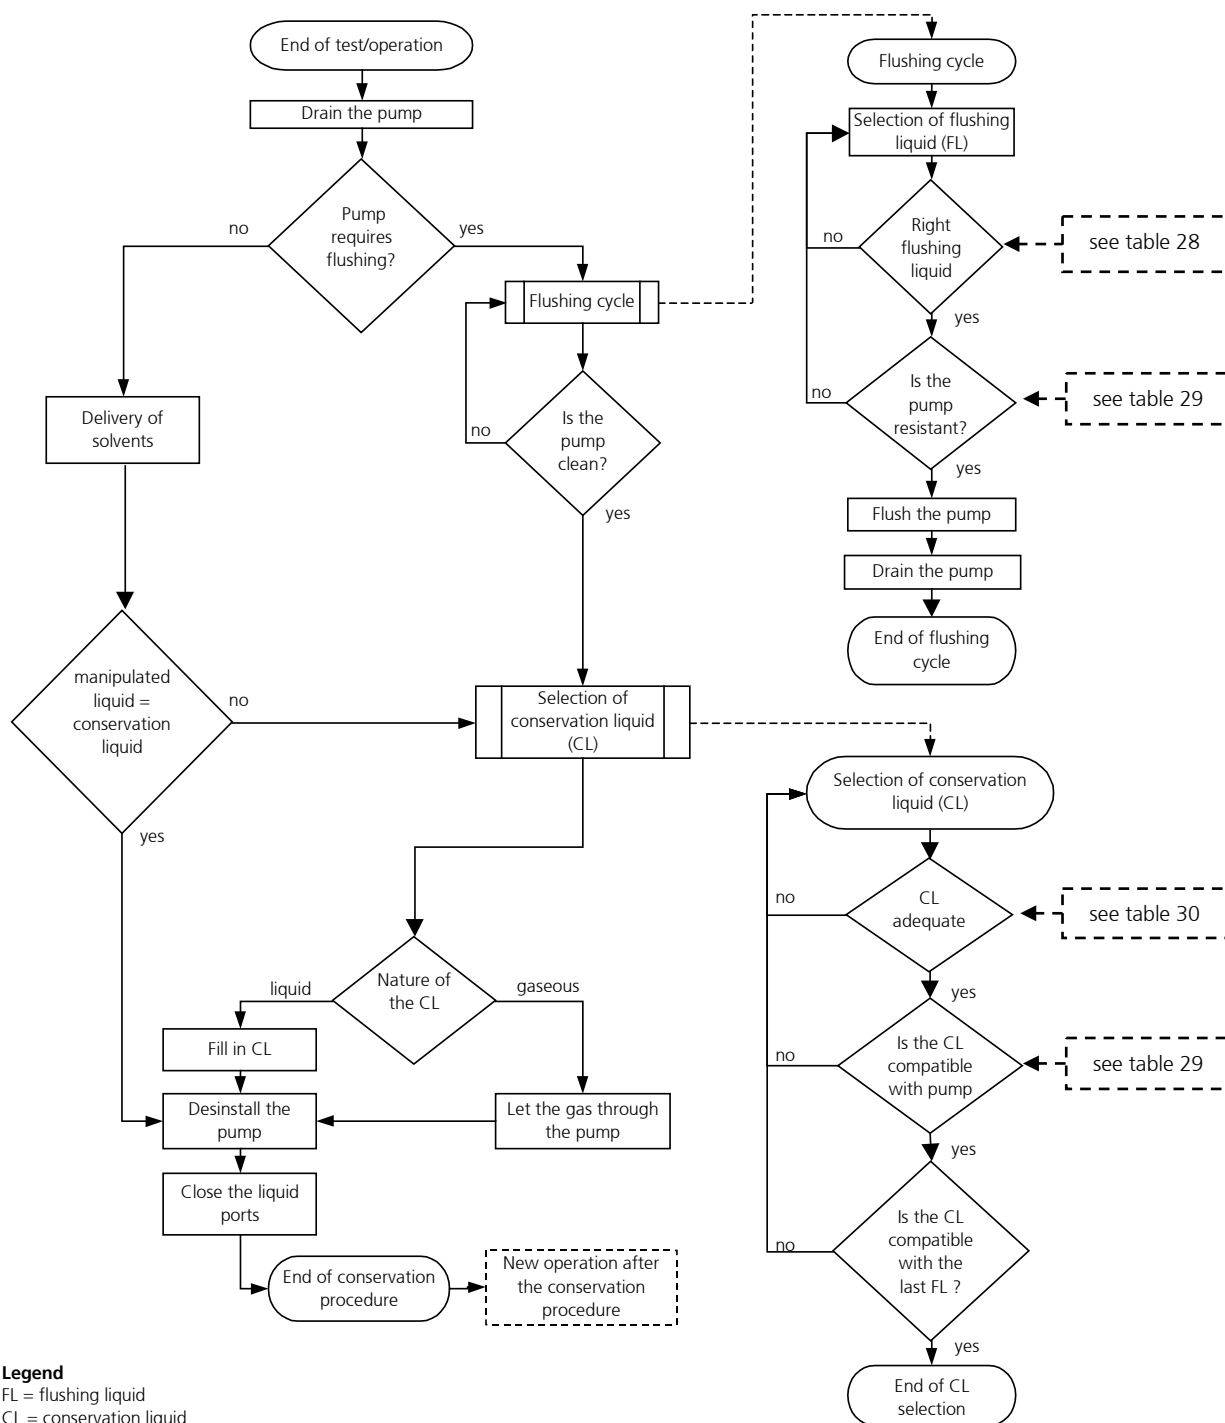 End of test/operation
Drain the pump
Pump
requires
flushing?
no
yes
Flushing cycle
Is the
pump
clean?
no
yes
Delivery of
solvents
manipulated
liquid =
conservation
liquid
no
yes
Selection of
conservation liquid
(CL)
Nature of
the CL
liquid
gaseous
Fill in CL
Desinstall the
pump
Let the gas through
the pump
Close the liquid
ports
End of conservation
procedure
New operation after
the conservation
procedure
Flushing cycle
Selection of flushing
liquid (FL)
Right
flushing
liquid
no
see table 28
yes
Is the
pump
resistant?
no
see table 29
yes
Flush the pump
Drain the pump
End of flushing
cycle
Selection of conservation
liquid (CL)
CL
adequate
no
see table 30
yes
Is the CL
compatible
with pump
no
see table 29
yes
Is the CL
compatible
with the
last FL ?
no
yes
End of CL
selection
Legend
FL = flushing liquid
CL = conservation liquid